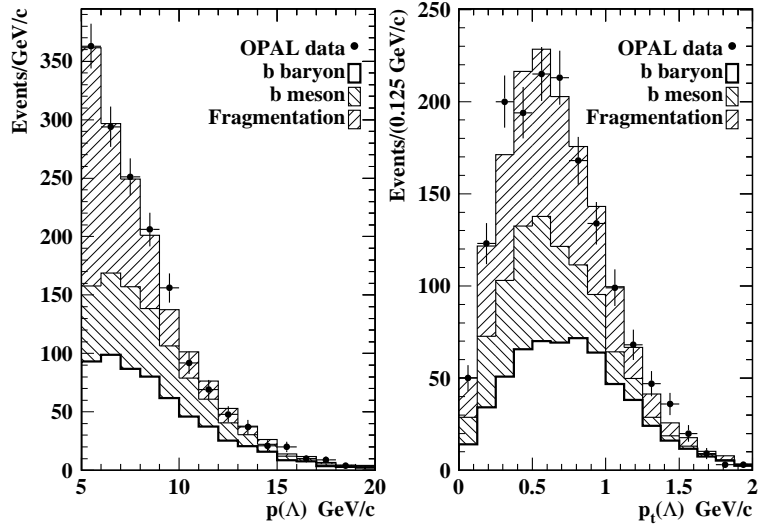 Events/GeV/c
350
300
250
200
150
100
50
0
5
10
15
20
p(Λ) GeV/c
OPAL data
b baryon
b meson
Fragmentation
Events/(0.125 GeV/c)
250
200
150
100
50
0
0
0.5
1
1.5
2
p_t(Λ) GeV/c
OPAL data
b baryon
b meson
Fragmentation